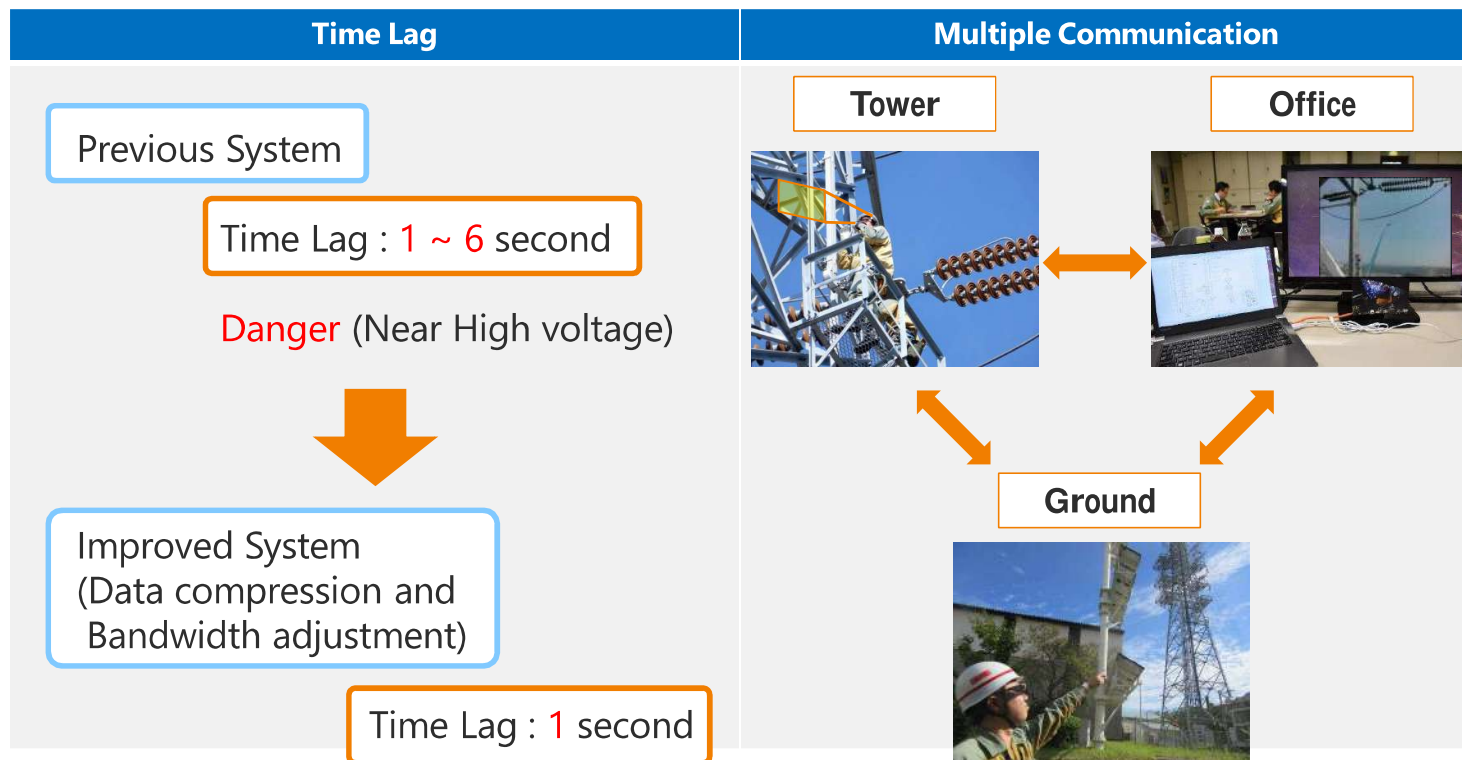 Time Lag
Previous System
Time Lag : 1 ~ 6 second
Danger (Near High voltage)
Improved System
(Data compression and
Bandwidth adjustment)
Time Lag : 1 second
Multiple Communication
Tower
Office
Ground